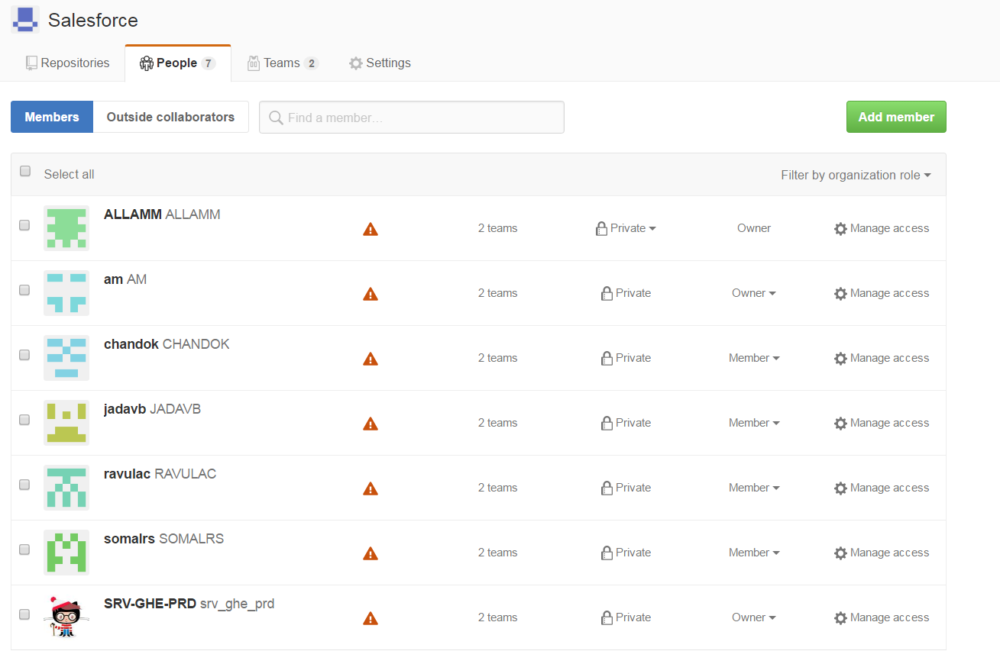 Salesforce
Repositories People 7 Teams 2 Settings
Members Outside collaborators Find a member... Add member
Select all Filter by organization role
ALLAMM ALLAMM 2 teams Private Owner Manage access
am AM 2 teams Private Owner Manage access
chandok CHANDOK 2 teams Private Member Manage access
jadavb JADAVB 2 teams Private Member Manage access
ravulac RAVULAC 2 teams Private Member Manage access
somalrs SOMALRS 2 teams Private Member Manage access
SRV-GHE-PRD srv_ghe_prd 2 teams Private Owner Manage access